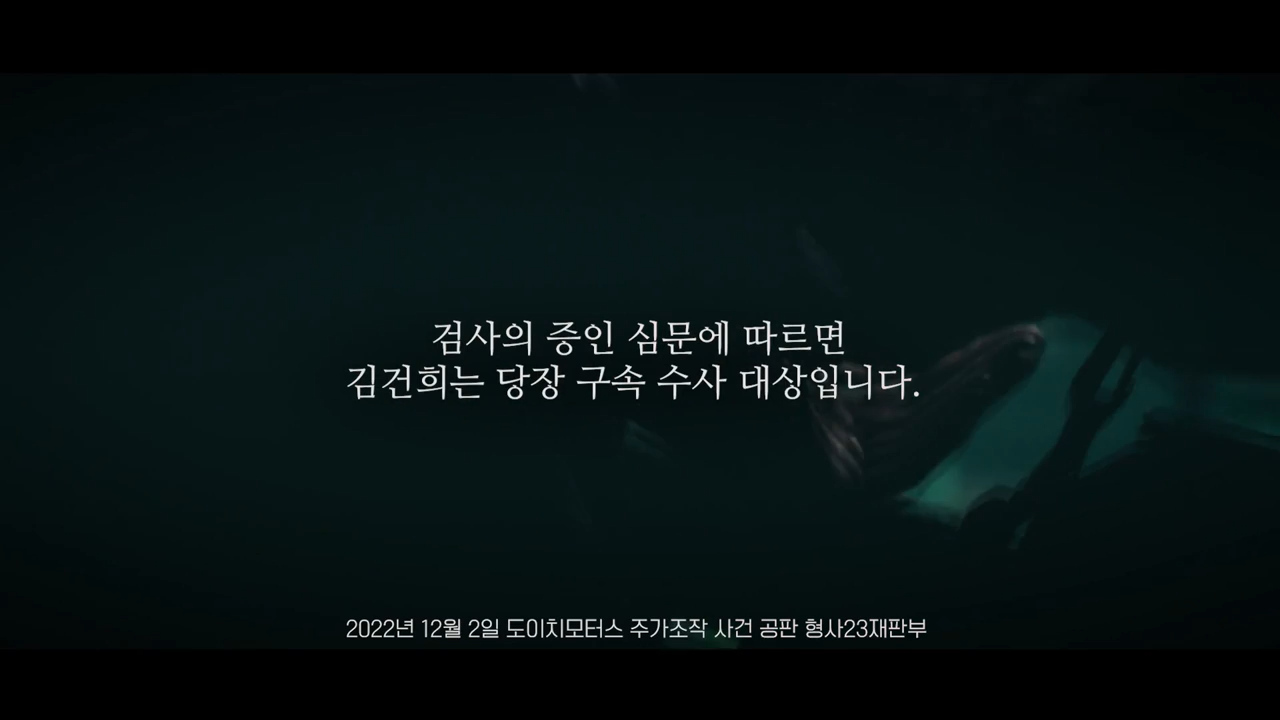 검사의 증인 심문에 따르면
김건희는 당장 구속 수사 대상입니다.
2022년 12월 2일 도이치모터스 주가조작 사건 공판 형사23재판부